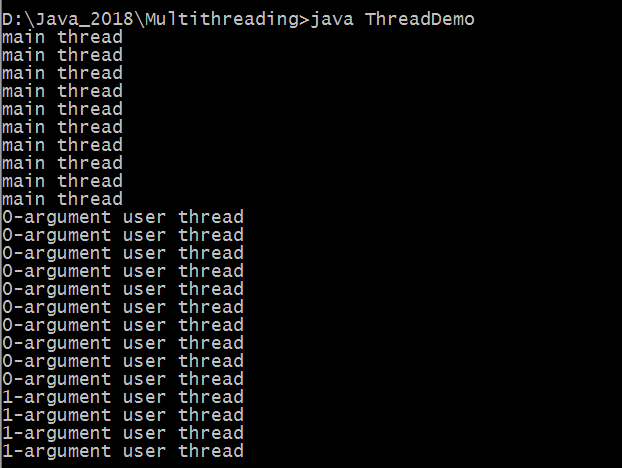 D:\Java_2018\Multithreading>java ThreadDemo
main thread
main thread
main thread
main thread
main thread
main thread
main thread
main thread
main thread
main thread
0-argument user thread
0-argument user thread
0-argument user thread
0-argument user thread
0-argument user thread
0-argument user thread
0-argument user thread
0-argument user thread
0-argument user thread
0-argument user thread
1-argument user thread
1-argument user thread
1-argument user thread
1-argument user thread